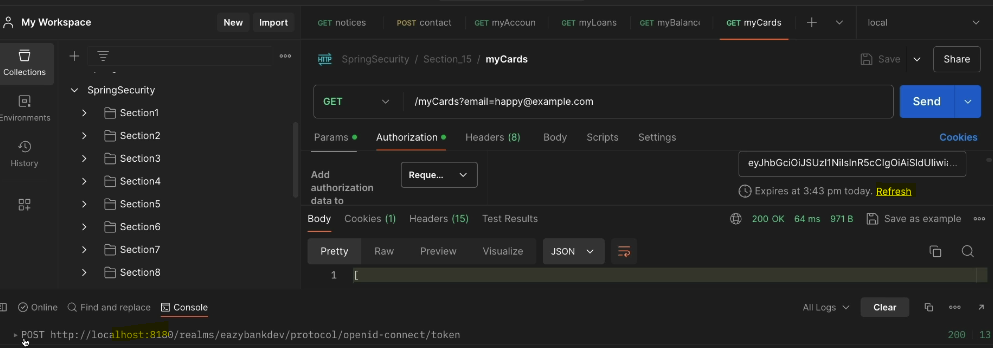 My Workspace
New
Import
GET notices
POST contact
GET myAccoun
GET myLoans
GET myBalanc
GET myCards
local
Collections
Environments
History
SpringSecurity
Section1
Section2
Section3
Section4
Section5
Section6
Section7
Section8
HTTP SpringSecurity / Section_15 / myCards
Save
Share
GET
/myCards?email=happy@example.com
Send
Params
Authorization
Headers (8)
Body
Scripts
Settings
Cookies
Add
authorization
data to
Reque...
Expires at 3:43 pm today. Refresh
Body
Cookies (1)
Headers (15)
Test Results
200 OK
64 ms
971 B
Save as example
Pretty
Raw
Preview
Visualize
JSON
1 [
Online
Find and replace
Console
All Logs
Clear
POST http://localhost:8180/realms/eazybankdev/protocol/openid-connect/token
200
13